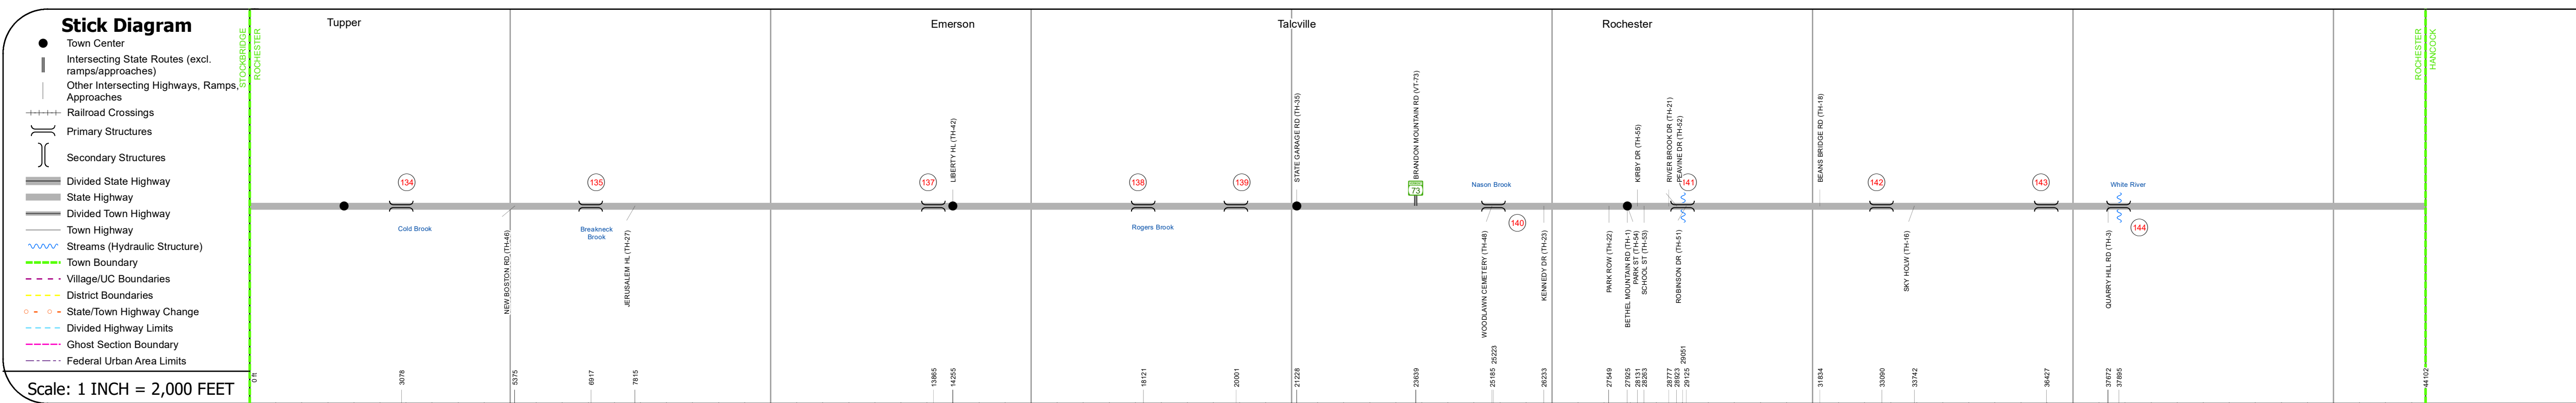 Stick Diagram
Town Center
Intersecting State Routes (excl.
ramps/approaches)
Other Intersecting Highways, Ramps,
Approaches
Railroad Crossings
Primary Structures
Secondary Structures
Divided State Highway
State Highway
Divided Town Highway
Town Highway
Streams (Hydraulic Structure)
Town Boundary
Village/UC Boundaries
District Boundaries
State/Town Highway Change
Divided Highway Limits
Ghost Section Boundary
Federal Urban Area Limits
Scale: 1 INCH = 2,000 FEET
STOCKBRIDGE
ROCHESTER
Tupper
Emerson
Talcville
Rochester
ROCHESTER
HANCOCK
LIBERTY HL (TH-42)
STATE GARAGE RD (TH-35)
BRANDON MOUNTAIN RD (VT-73)
KIRBY DR (TH-55)
RIVER BROOK DR (TH-21)
PEAVINE DR (TH-52)
BEANS BRIDGE RD (TH-18)
134
135
137
138
139
73
Nason Brook
141
142
143
White River
Cold Brook
Breakneck
Brook
Rogers Brook
140
144
NEW BOSTON RD (TH-46)
JERUSALEM HL (TH-27)
WOODLAWN CEMETERY (TH-48)
KENNEDY DR (TH-23)
PARK ROW (TH-22)
BETHEL MOUNTAIN RD (TH-1)
PARK ST (TH-54)
SCHOOL ST (TH-53)
ROBINSON DR (TH-51)
SKY HOLW (TH-16)
QUARRY HILL RD (TH-3)
0 ft
3078
5375
6917
7815
13865
14255
18121
20001
21228
23639
25185
25223
26233
27549
27925
28131
28263
28777
28923
29051
29125
31834
33090
33742
36427
37672
37895
44102